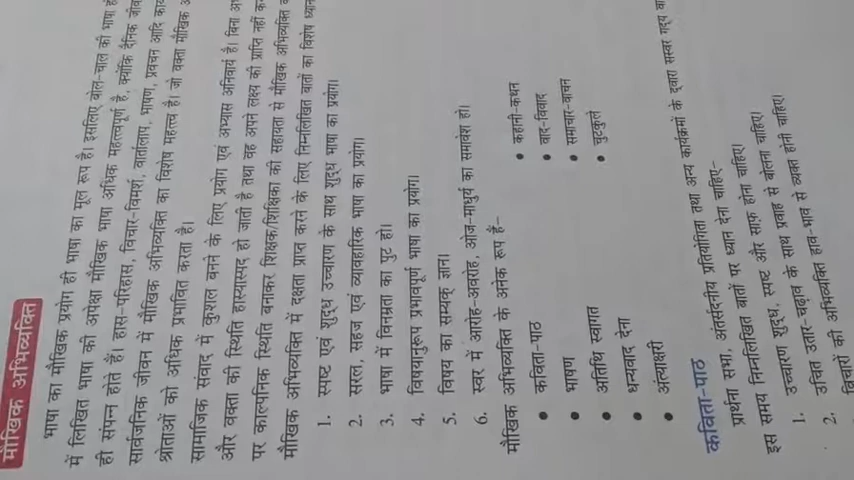 मौखिक अभिव्यक्ति
भाषा का मौखिक प्रयोग ही भाषा का मूल रूप है। इसलिए बोल-चाल की भाषा
में लिखित भाषा की अपेक्षा मौखिक भाषा अधिक महत्त्वपूर्ण है, क्योंकि दैनिक
ही संपन्न होते हैं। हास-परिहास, विचार-विमर्श, वार्तालाप, भाषण, प्रवचन आदि
सार्वजनिक जीवन में मौखिक अभिव्यक्ति का विशेष महत्त्व है। जो वक्ता मौखिक
श्रोताओं को अधिक प्रभावित करता है।
सामाजिक संवाद में कुशल बनने के लिए प्रयोग एवं अभ्यास अनिवार्य है। बिना
और वक्ता की स्थिति हास्यास्पद हो जाती है तथा वह अपने लक्ष्य की प्राप्ति नहीं
पर काल्पनिक स्थिति बनाकर शिक्षक/शिक्षिका की सहायता से मौखिक अभिव्यक्ति
मौखिक अभिव्यक्ति में दक्षता प्राप्त करने के लिए निम्नलिखित बातों का विशेष
1. स्पष्ट एवं शुद्ध उच्चारण के साथ शुद्ध भाषा का प्रयोग।
2. सरल, सहज एवं व्यावहारिक भाषा का प्रयोग।
3. भाषा में विनम्रता का पुट हो।
4. विषयानुरूप प्रभावपूर्ण भाषा का प्रयोग।
5. विषय का सम्यक् ज्ञान।
6. स्वर में आरोह-अवरोह, ओज-माधुर्य का समावेश हो।
मौखिक अभिव्यक्ति के अनेक रूप हैं–
• कविता-पाठ • कहानी-कथन
• भाषण • वाद-विवाद
• अतिथि स्वागत • समाचार-वाचन
• धन्यवाद देना • चुटकुले
• अंत्याक्षरी
कविता-पाठ
प्रार्थना सभा, अंतर्सदनीय प्रतियोगिता तथा अन्य कार्यक्रमों के द्वारा सस्वर गद्य
इस समय निम्नलिखित बातों पर ध्यान देना चाहिए–
1. उच्चारण शुद्ध, स्पष्ट और साफ़ होना चाहिए।
2. उचित उतार-चढ़ाव के साथ प्रवाह से बोलना चाहिए।
विचारों की अभिव्यक्ति हाव-भाव से व्यक्त होनी चाहिए।